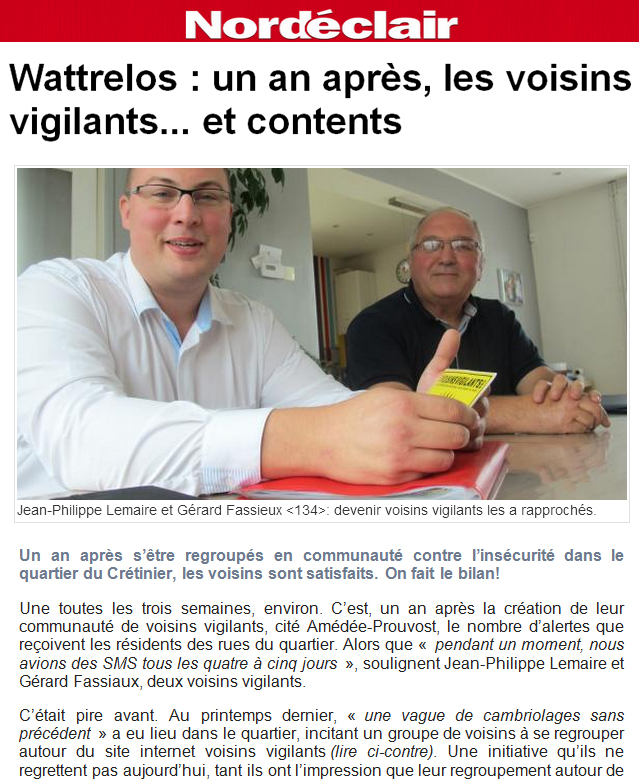 Nordéclair
Wattrelos : un an après, les voisins
vigilants... et contents
VOISINSVIGILANTS
Jean-Philippe Lemaire et Gérard Fassieux <134>: devenir voisins vigilants les a rapprochés.
Un an après s’être regroupés en communauté contre l’insécurité dans le
quartier du Crétinier, les voisins sont satisfaits. On fait le bilan!
Une toutes les trois semaines, environ. C’est, un an après la création de leur
communauté de voisins vigilants, cité Amédée-Prouvost, le nombre d’alertes que
reçoivent les résidents des rues du quartier. Alors que « pendant un moment, nous
avions des SMS tous les quatre à cinq jours », soulignent Jean-Philippe Lemaire et
Gérard Fassiaux, deux voisins vigilants.
C’était pire avant. Au printemps dernier, « une vague de cambriolages sans
précédent » a eu lieu dans le quartier, incitant un groupe de voisins à se regrouper
autour du site internet voisins vigilants (lire ci-contre). Une initiative qu’ils ne
regrettent pas aujourd’hui, tant ils ont l’impression que leur regroupement autour de